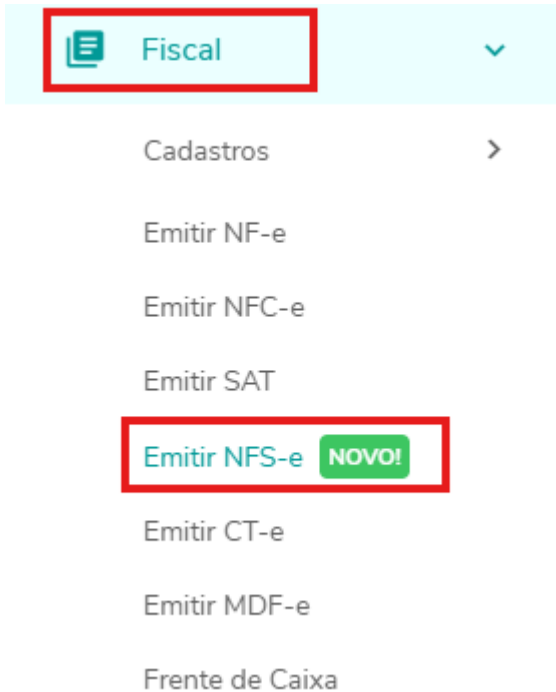 Fiscal
Cadastros
Emitir NF-e
Emitir NFC-e
Emitir SAT
Emitir NFS-e NOVO!
Emitir CT-e
Emitir MDF-e
Frente de Caixa